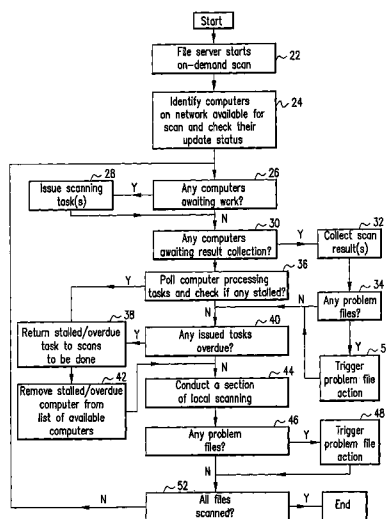 Start
File server starts
on-demand scan
22
Identify computers
on network available for
scan and check their
update status
24
28
Issue scanning
task(s)
Y
26
Any computers
awaiting work?
N
30
Any computers
awaiting result collection?
Y
32
Collect scan
result(s)
36
Poll computer processing
tasks and check if any stalled?
Y
N
N
34
Any problem
files?
38
Return stalled/overdue
task to scans
to be done
Y
40
Any issued tasks
overdue?
Y
5
Trigger
problem file
action
42
Remove stalled/overdue
computer from
list of available
computers
N
44
Conduct a section
of local scanning
46
Any problem
files?
Y
48
Trigger
problem file
action
N
52
All files
scanned?
N
Y
End